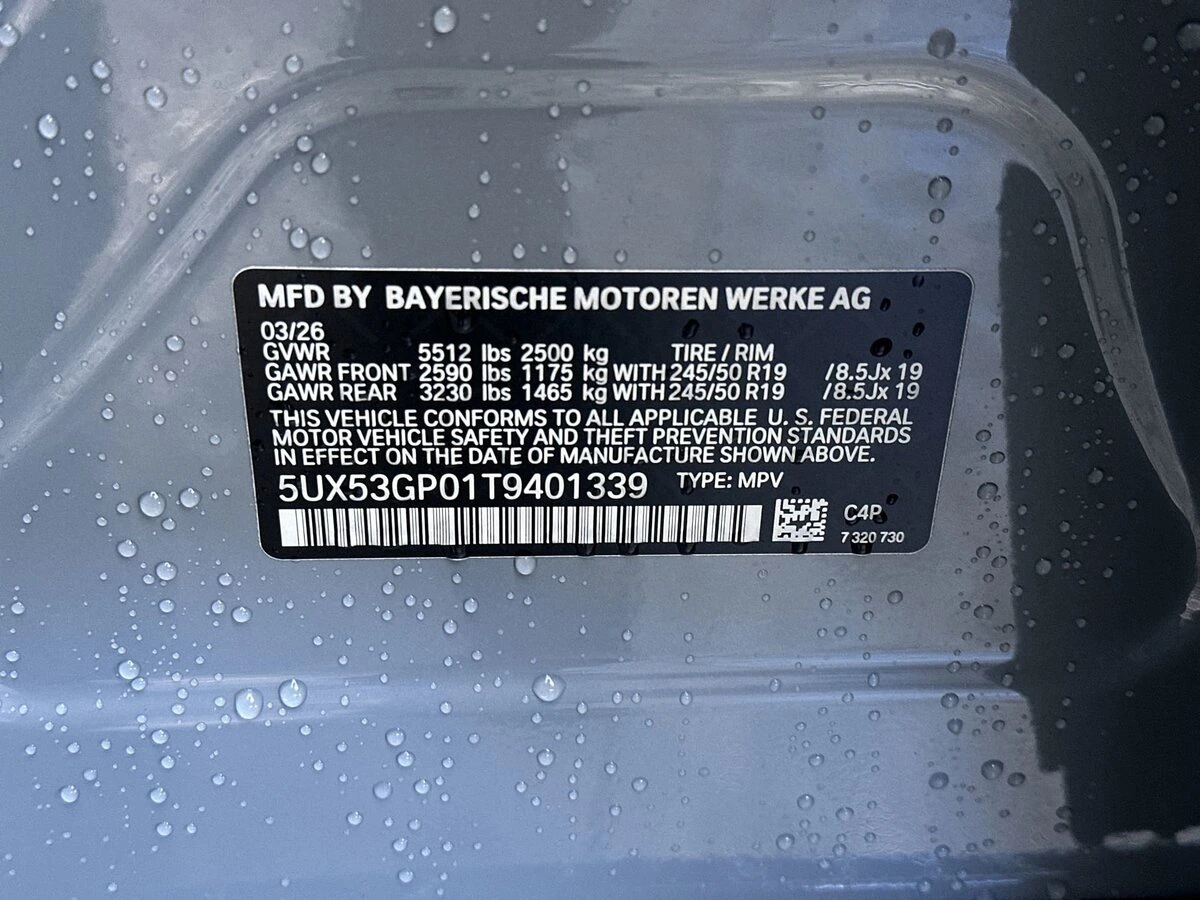 MFD BY BAYERISCHE MOTOREN WERKE AG
03/26
GVWR 5512 lbs 2500 kg TIRE / RIM
GAWR FRONT 2590 lbs 1175 kg WITH 245/50 R19 /8.5Jx 19
GAWR REAR 3230 lbs 1465 kg WITH 245/50 R19 /8.5Jx 19
THIS VEHICLE CONFORMS TO ALL APPLICABLE U. S. FEDERAL
MOTOR VEHICLE SAFETY AND THEFT PREVENTION STANDARDS
IN EFFECT ON THE DATE OF MANUFACTURE SHOWN ABOVE.
5UX53GP01T9401339 TYPE: MPV
C4P
7 320 730